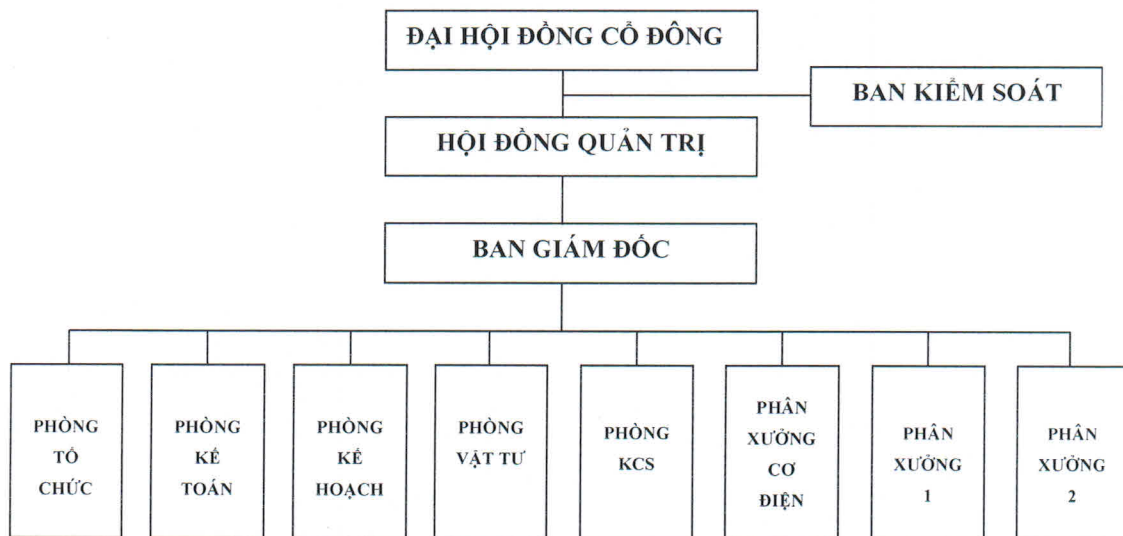 ĐẠI HỘI ĐỒNG CỔ ĐÔNG
BAN KIỂM SOÁT
HỘI ĐỒNG QUẢN TRỊ
BAN GIÁM ĐỐC
PHÒNG
TỔ
CHỨC
PHÒNG
KẾ
TOÁN
PHÒNG
KẾ
HOẠCH
PHÒNG
VẬT TƯ
PHÒNG
KCS
PHÂN
XƯỞNG
CƠ
ĐIỆN
PHÂN
XƯỞNG
1
PHÂN
XƯỞNG
2